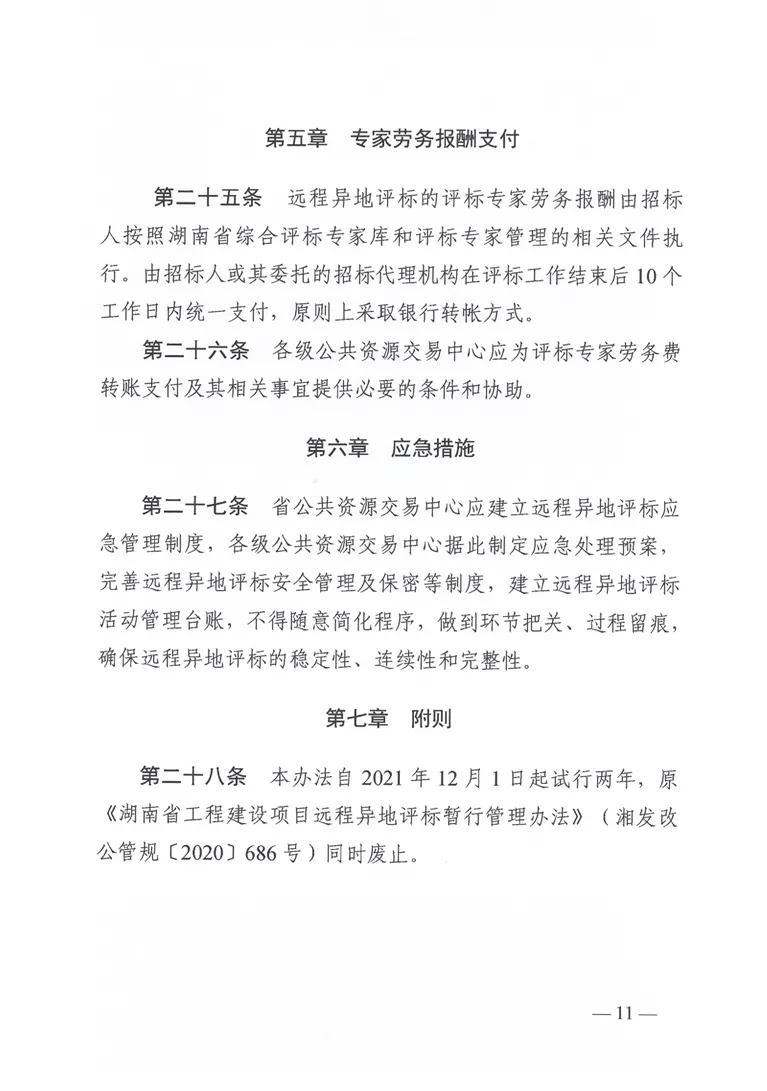 第五章 专家劳务报酬支付
第二十五条 远程异地评标的评标专家劳务报酬由招标
人按照湖南省综合评标专家库和评标专家管理的相关文件执
行。由招标人或其委托的招标代理机构在评标工作结束后 10 个
工作日内统一支付，原则上采取银行转帐方式。
第二十六条 各级公共资源交易中心应为评标专家劳务费
转账支付及其相关事宜提供必要的条件和协助。
第六章 应急措施
第二十七条 省公共资源交易中心应建立远程异地评标应
急管理制度，各级公共资源交易中心据此制定应急处理预案，
完善远程异地评标安全管理及保密等制度，建立远程异地评标
活动管理台账，不得随意简化程序，做到环节把关、过程留痕，
确保远程异地评标的稳定性、连续性和完整性。
第七章 附则
第二十八条 本办法自 2021 年 12 月 1 日起试行两年，原
《湖南省工程建设项目远程异地评标暂行管理办法》（湘发改
公管规〔2020〕686 号）同时废止。
— 11 —